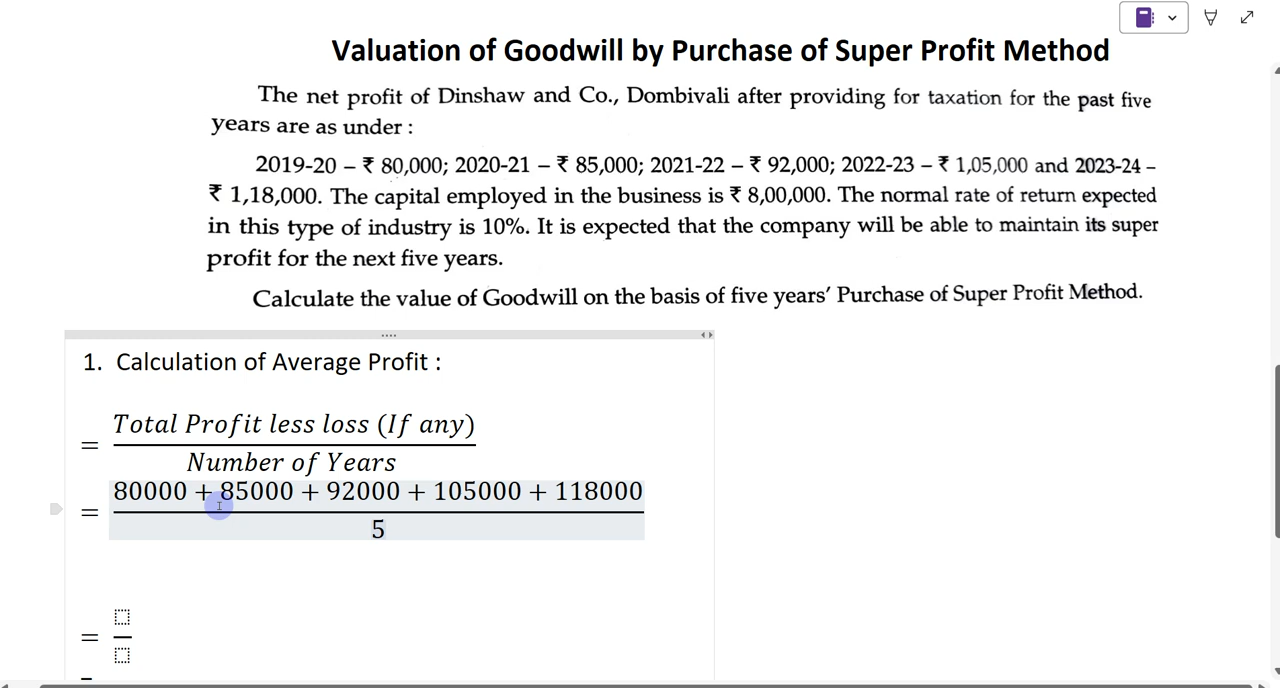 Valuation of Goodwill by Purchase of Super Profit Method
The net profit of Dinshaw and Co., Dombivali after providing for taxation for the past five
years are as under :
2019-20 – ₹ 80,000; 2020-21 – ₹ 85,000; 2021-22 – ₹ 92,000; 2022-23 – ₹ 1,05,000 and 2023-24 –
₹ 1,18,000. The capital employed in the business is ₹ 8,00,000. The normal rate of return expected
in this type of industry is 10%. It is expected that the company will be able to maintain its super
profit for the next five years.
Calculate the value of Goodwill on the basis of five years' Purchase of Super Profit Method.
1. Calculation of Average Profit :
Total Profit less loss (If any)
=
Number of Years
80000 + 85000 + 92000 + 105000 + 118000
=
5
=